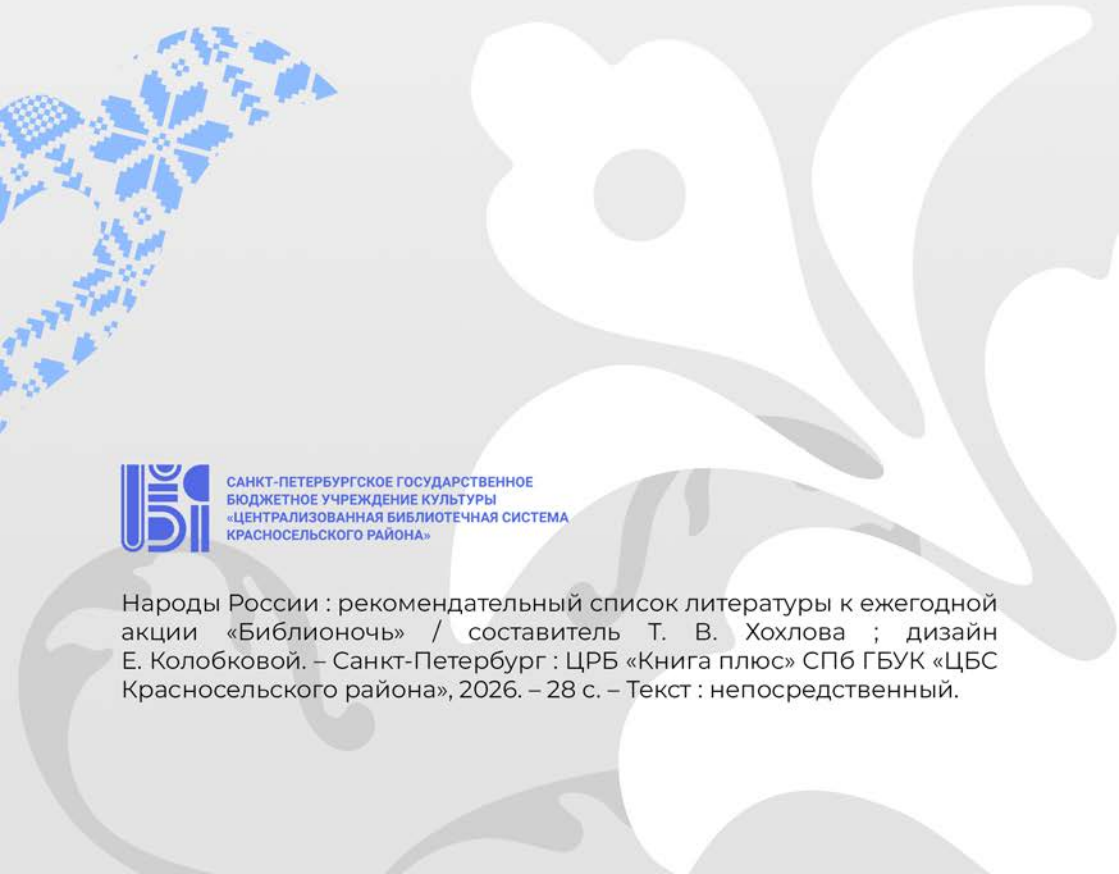 САНКТ-ПЕТЕРБУРГСКОЕ ГОСУДАРСТВЕННОЕ
БЮДЖЕТНОЕ УЧРЕЖДЕНИЕ КУЛЬТУРЫ
«ЦЕНТРАЛИЗОВАННАЯ БИБЛИОТЕЧНАЯ СИСТЕМА
КРАСНОСЕЛЬСКОГО РАЙОНА»
Народы России : рекомендательный список литературы к ежегодной
акции «Библионочь» / составитель Т. В. Хохлова ; дизайн
Е. Колобковой. – Санкт-Петербург : ЦРБ «Книга плюс» СПб ГБУК «ЦБС
Красносельского района», 2026. – 28 с. – Текст : непосредственный.